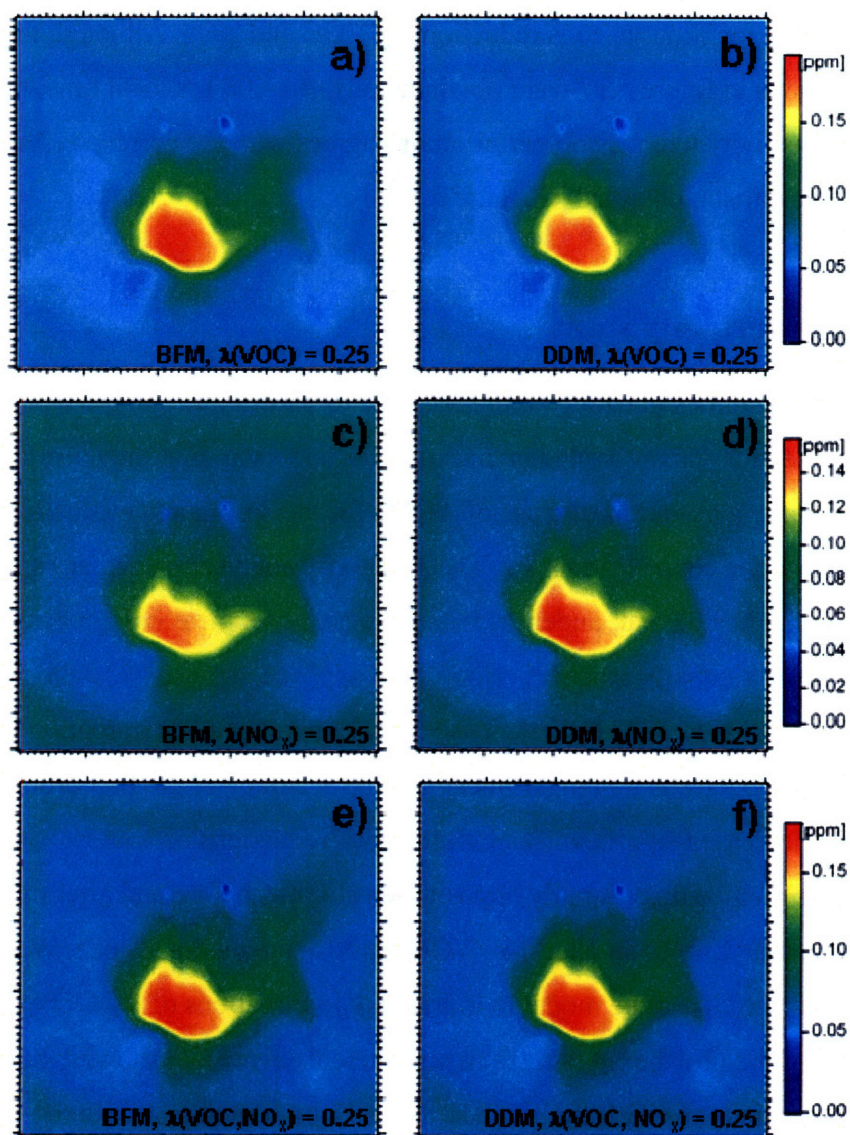 a)
BFM, λ(VOC) = 0.25
b)
DDM, λ(VOC) = 0.25
[ppm]
0.15
0.10
0.05
0.00
c)
BFM, λ(NOₓ) = 0.25
d)
DDM, λ(NOₓ) = 0.25
[ppm]
0.14
0.12
0.10
0.08
0.06
0.04
0.02
0.00
e)
BFM, λ(VOC,NOₓ) = 0.25
f)
DDM, λ(VOC, NOₓ) = 0.25
[ppm]
0.15
0.10
0.05
0.00